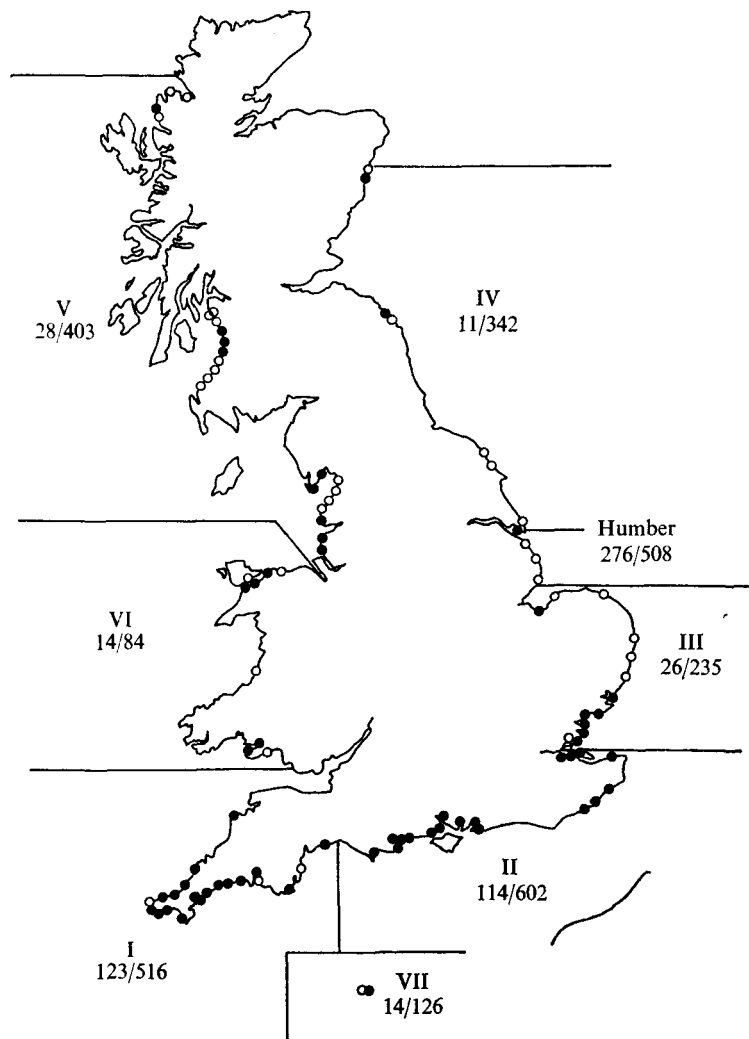 IV
11/342
V
28/403
Humber
276/508
VI
14/84
III
26/235
II
114/602
I
123/516
VII
14/126